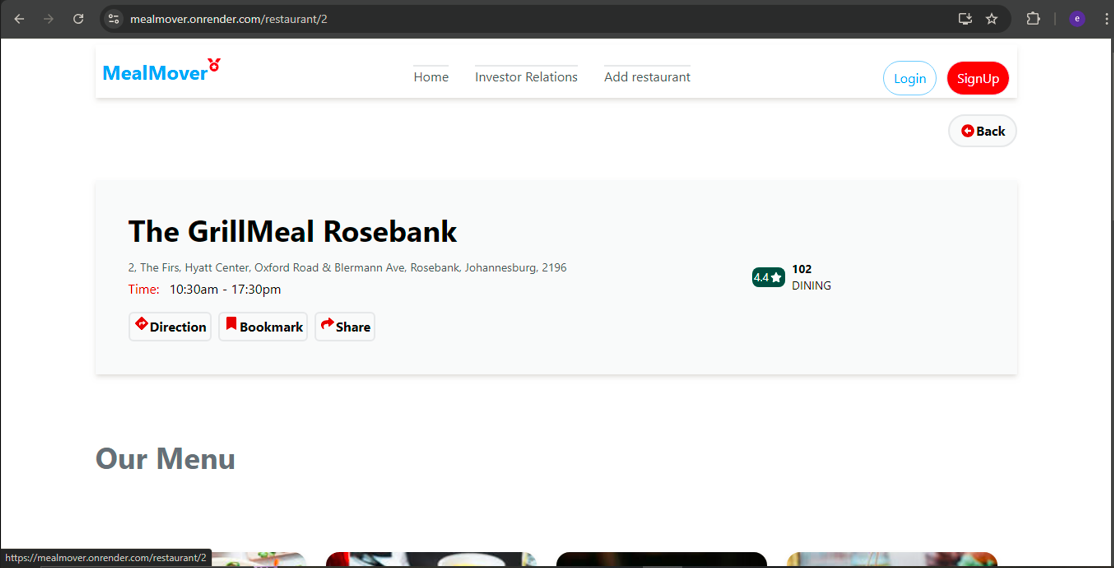 mealmover.onrender.com/restaurant/2
e
MealMover
Home
Investor Relations
Add restaurant
Login
SignUp
Back
The GrillMeal Rosebank
2, The Firs, Hyatt Center, Oxford Road & Blermann Ave, Rosebank, Johannesburg, 2196
Time: 10:30am - 17:30pm
4.4
102
DINING
Direction
Bookmark
Share
Our Menu
https://mealmover.onrender.com/restaurant/2